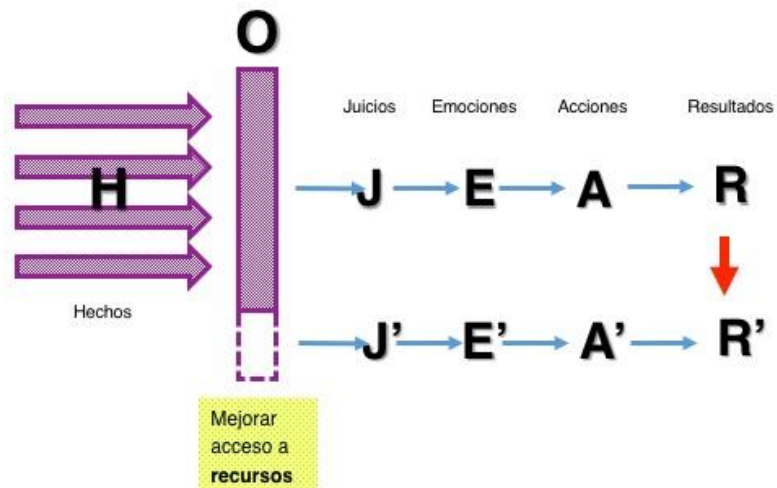 O
Juicios Emociones Acciones Resultados
H J E A R
Hechos
J’ E’ A’ R’
Mejorar
acceso a
recursos